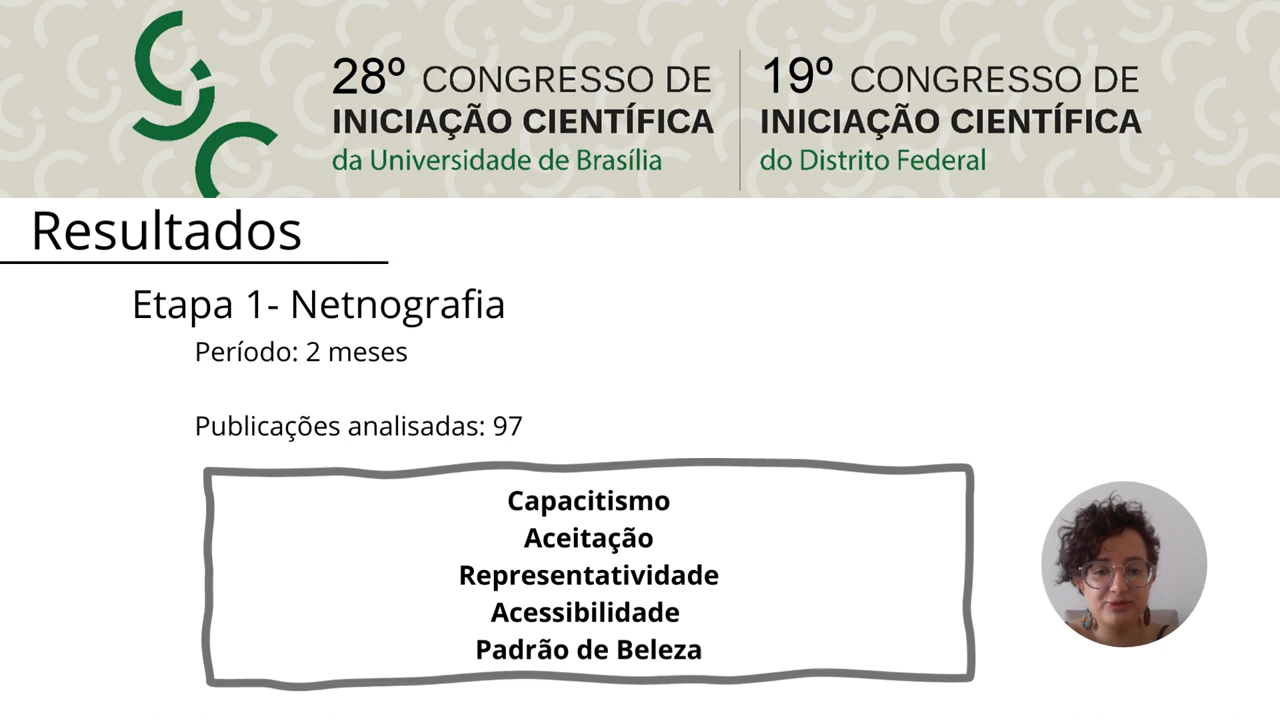 28º CONGRESSO DE
INICIAÇÃO CIENTÍFICA
da Universidade de Brasília
19º CONGRESSO DE
INICIAÇÃO CIENTÍFICA
do Distrito Federal
Resultados
Etapa 1- Netnografia
Período: 2 meses
Publicações analisadas: 97
Capacitismo
Aceitação
Representatividade
Acessibilidade
Padrão de Beleza